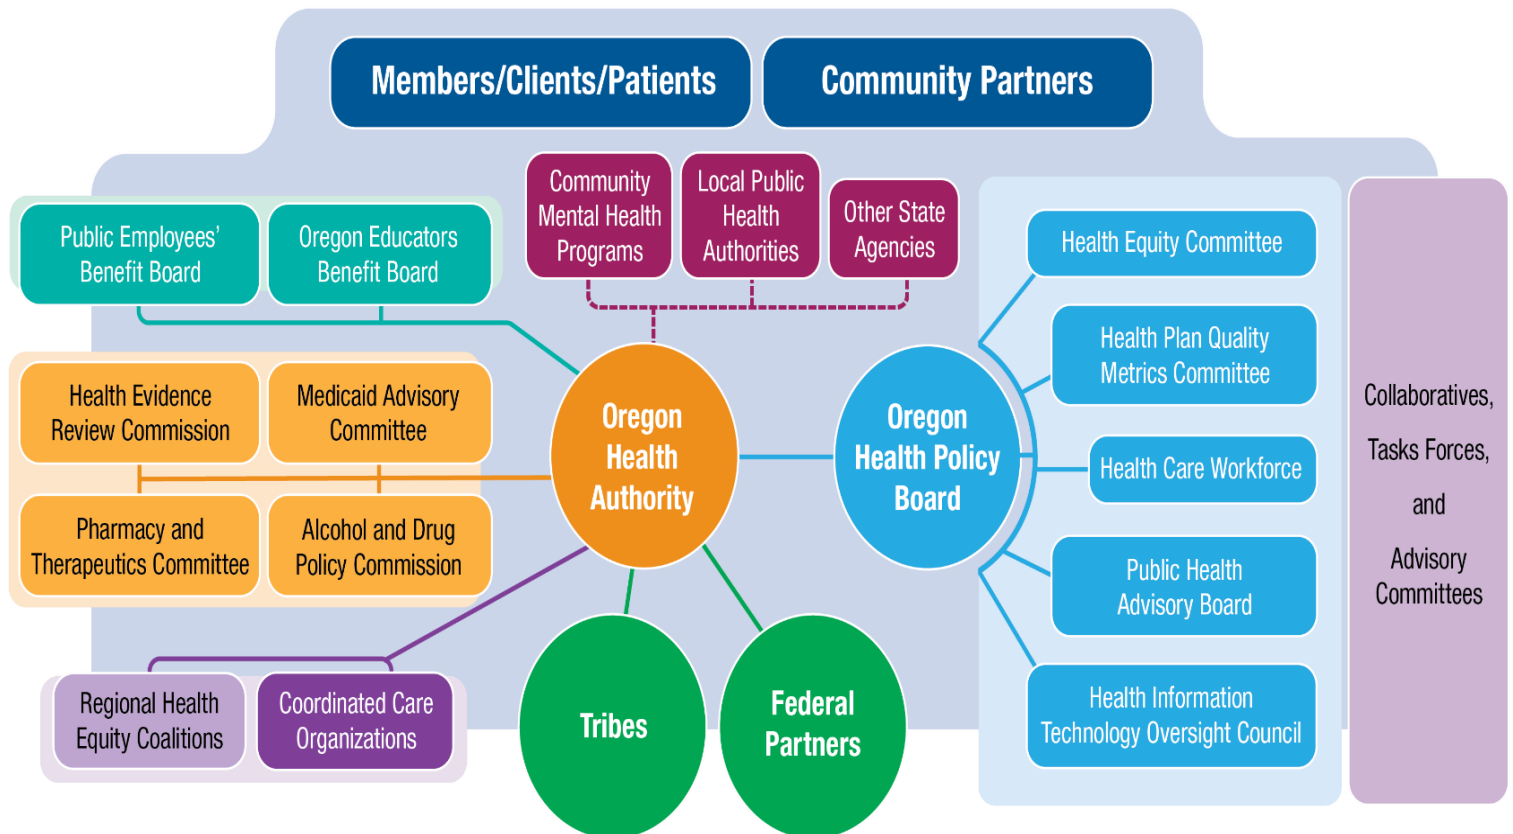 Members/Clients/Patients
Community Partners
Community
Mental Health
Programs
Local Public
Health
Authorities
Other State
Agencies
Public Employees’
Benefit Board
Oregon Educators
Benefit Board
Health Evidence
Review Commission
Medicaid Advisory
Committee
Pharmacy and
Therapeutics Committee
Alcohol and Drug
Policy Commission
Regional Health
Equity Coalitions
Coordinated Care
Organizations
Oregon
Health
Authority
Oregon
Health Policy
Board
Tribes
Federal
Partners
Health Equity Committee
Health Plan Quality
Metrics Committee
Health Care Workforce
Public Health
Advisory Board
Health Information
Technology Oversight Council
Collaboratives,
Tasks Forces,
and
Advisory
Committees